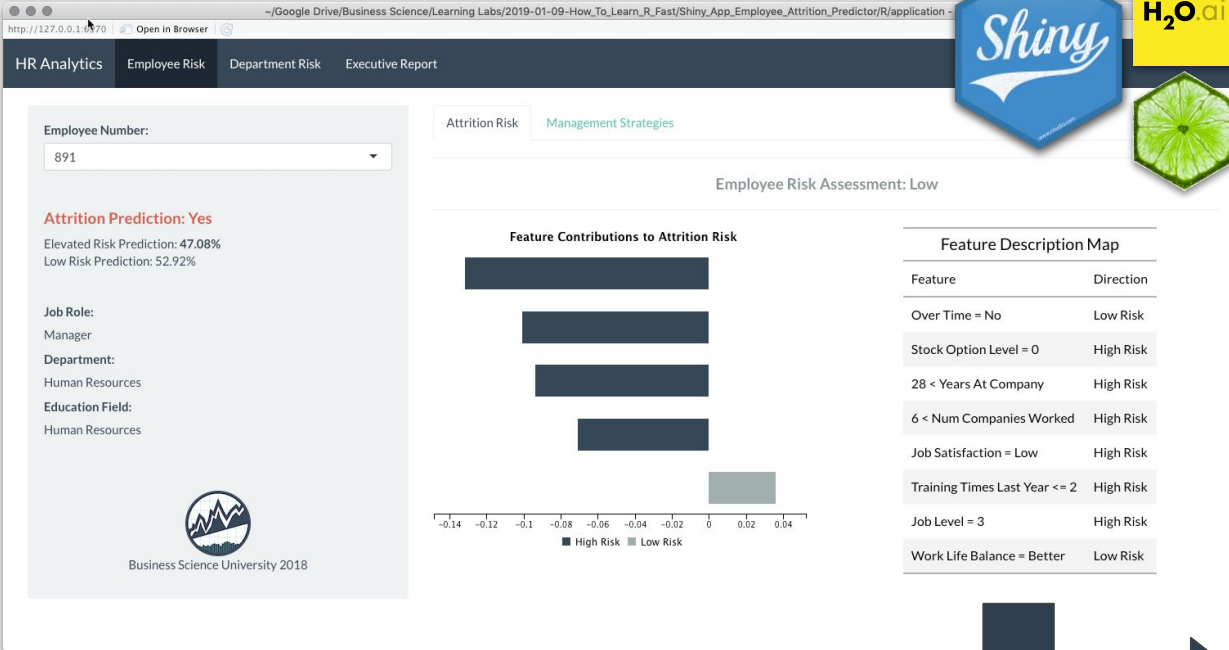 ~/Google Drive/Business Science/Learning Labs/2019-01-09-How_To_Learn_R_Fast/Shiny_App_Employee_Attrition_Predictor/R/application -
Open in Browser
HR Analytics Employee Risk Department Risk Executive Report
Shiny
H2O.ai
Employee Number:
891
Attrition Prediction: Yes
Elevated Risk Prediction: 47.08%
Low Risk Prediction: 52.92%
Job Role:
Manager
Department:
Human Resources
Education Field:
Human Resources
Business Science University 2018
Attrition Risk Management Strategies
Employee Risk Assessment: Low
Feature Contributions to Attrition Risk
−0.14 −0.12 −0.1 −0.08 −0.06 −0.04 −0.02 0 0.02 0.04
High Risk Low Risk
Feature Description Map
Feature Direction
Over Time = No Low Risk
Stock Option Level = 0 High Risk
28 < Years At Company High Risk
6 < Num Companies Worked High Risk
Job Satisfaction = Low High Risk
Training Times Last Year <= 2 High Risk
Job Level = 3 High Risk
Work Life Balance = Better Low Risk